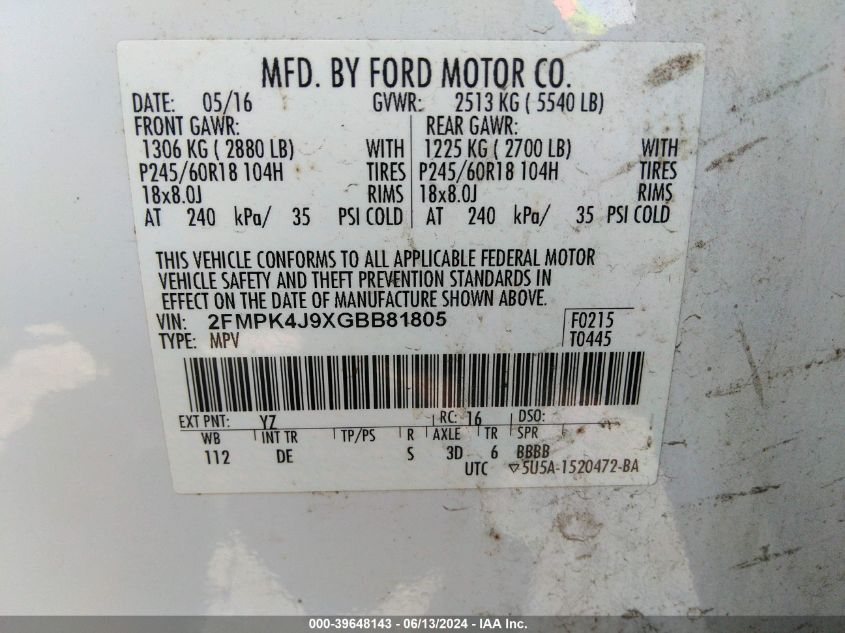 MFD. BY FORD MOTOR CO.
DATE: 05/16 GVWR: 2513 KG ( 5540 LB)
FRONT GAWR: REAR GAWR:
1306 KG ( 2880 LB) WITH 1225 KG ( 2700 LB) WITH
P245/60R18 104H TIRES P245/60R18 104H TIRES
18x8.0J RIMS 18x8.0J RIMS
AT 240 kPa/ 35 PSI COLD AT 240 kPa/ 35 PSI COLD
THIS VEHICLE CONFORMS TO ALL APPLICABLE FEDERAL MOTOR
VEHICLE SAFETY AND THEFT PREVENTION STANDARDS IN
EFFECT ON THE DATE OF MANUFACTURE SHOWN ABOVE.
VIN: 2FMPK4J9XGBB81805 F0215
TYPE: MPV T0445
EXT PNT: YZ RC: 16 DSO:
WB INT TR TP/PS R AXLE TR SPR
112 DE S 3D 6 BBBB
UTC ▽5U5A-1520472-BA
000-39648143 - 06/13/2024 - IAA Inc.